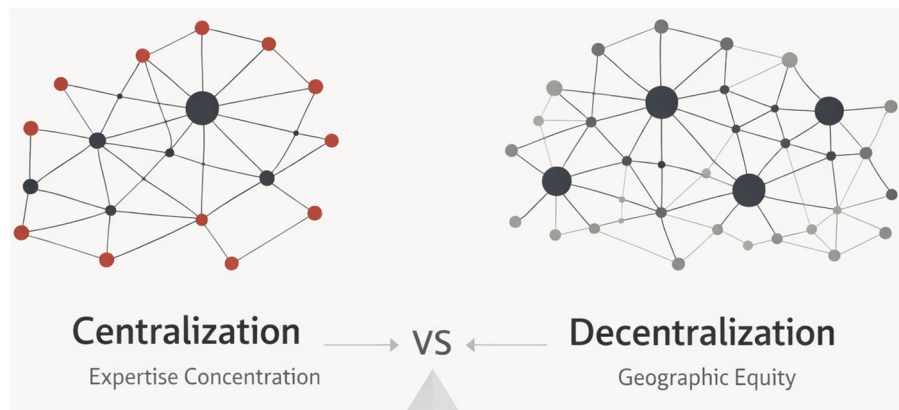 Centralization
Expertise Concentration
VS
Decentralization
Geographic Equity